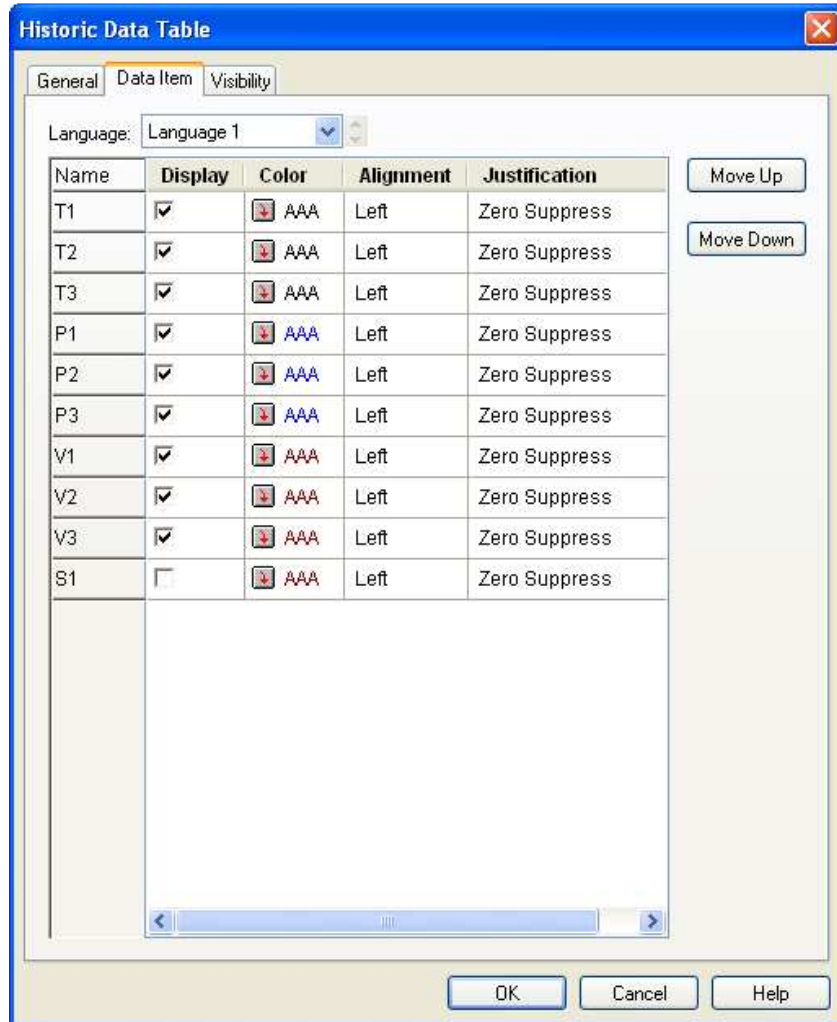 Historic Data Table
General Data Item Visibility
Language: Language 1
Name Display Color Alignment Justification
Move Up
T1 AAA Left Zero Suppress
Move Down
T2 AAA Left Zero Suppress
T3 AAA Left Zero Suppress
P1 AAA Left Zero Suppress
P2 AAA Left Zero Suppress
P3 AAA Left Zero Suppress
V1 AAA Left Zero Suppress
V2 AAA Left Zero Suppress
V3 AAA Left Zero Suppress
S1 AAA Left Zero Suppress
OK Cancel Help